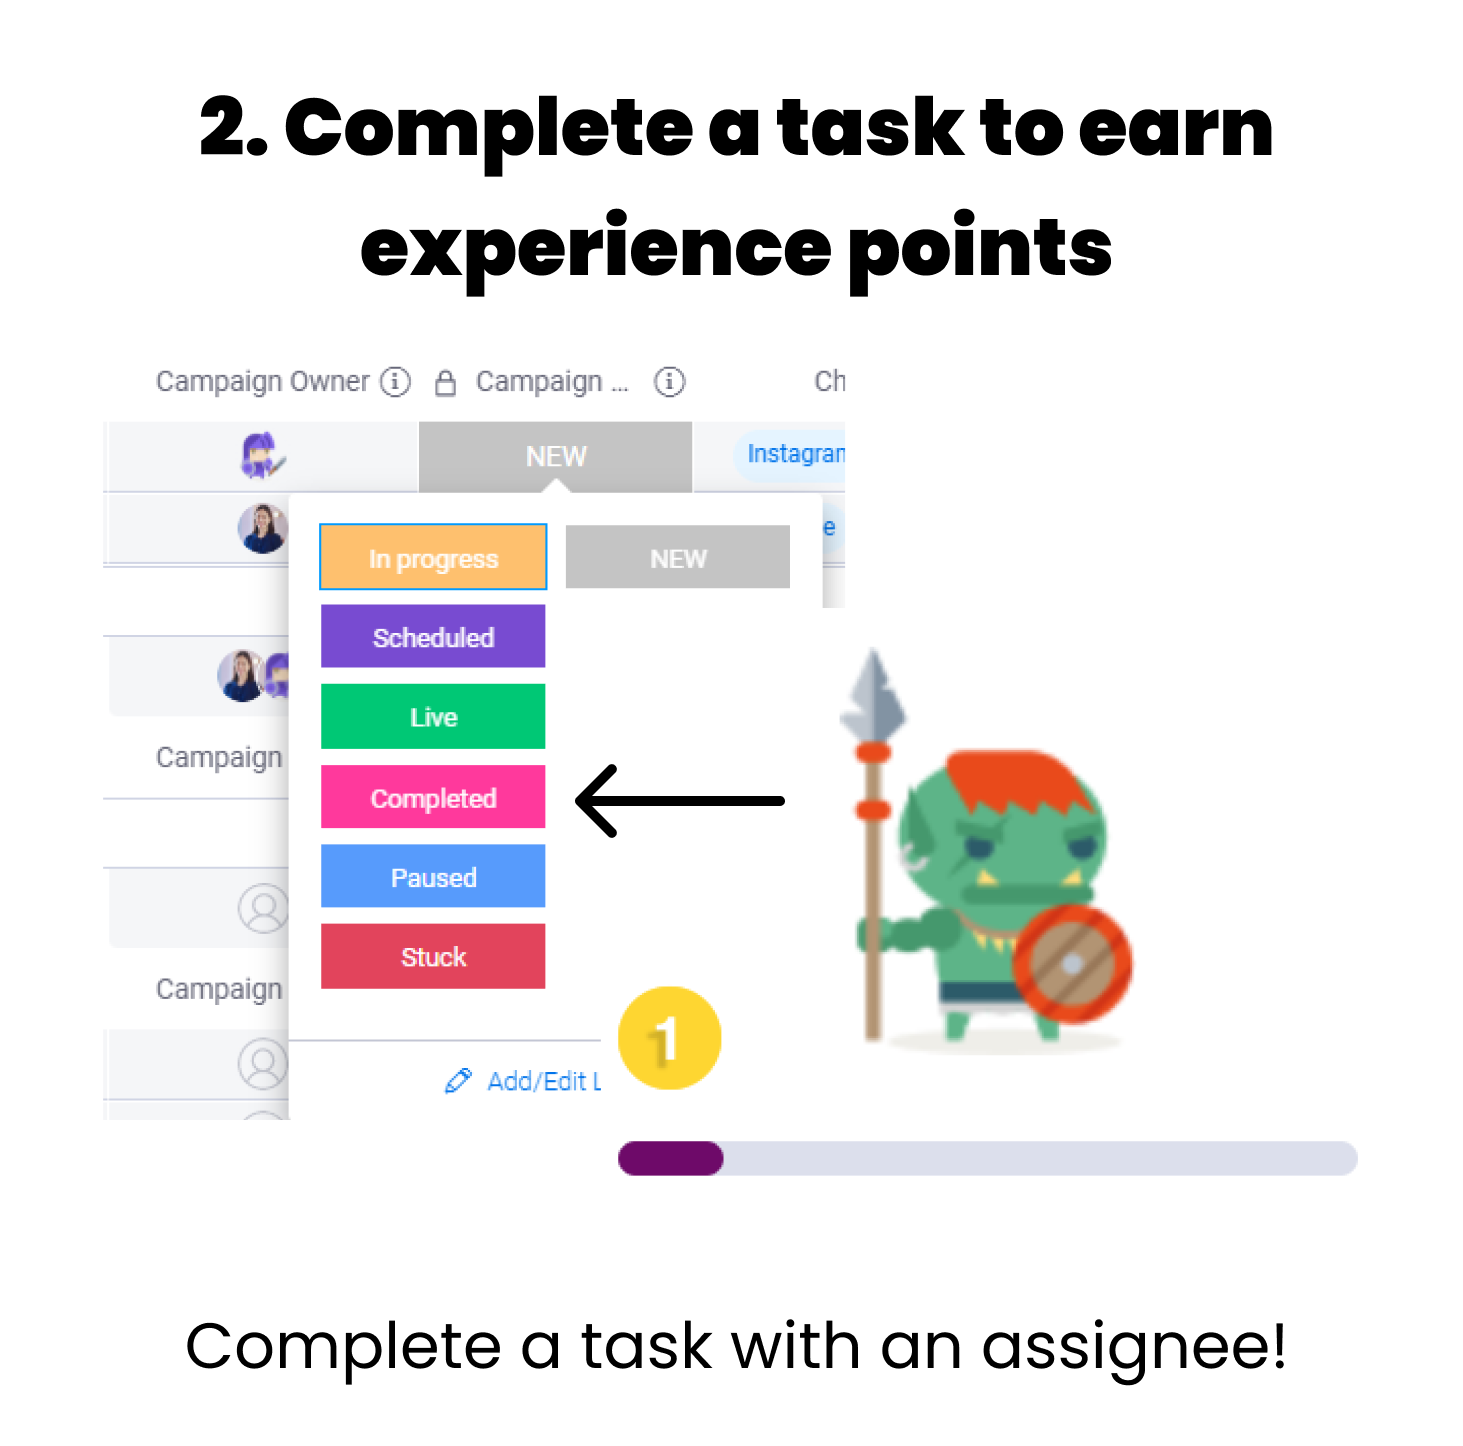 2. Complete a task to earn
experience points
Campaign Owner
Campaign ...
Ch
NEW
Instagram
e
In progress
NEW
Scheduled
Live
Campaign
Completed
Paused
Stuck
Campaign
1
Add/Edit L
Complete a task with an assignee!